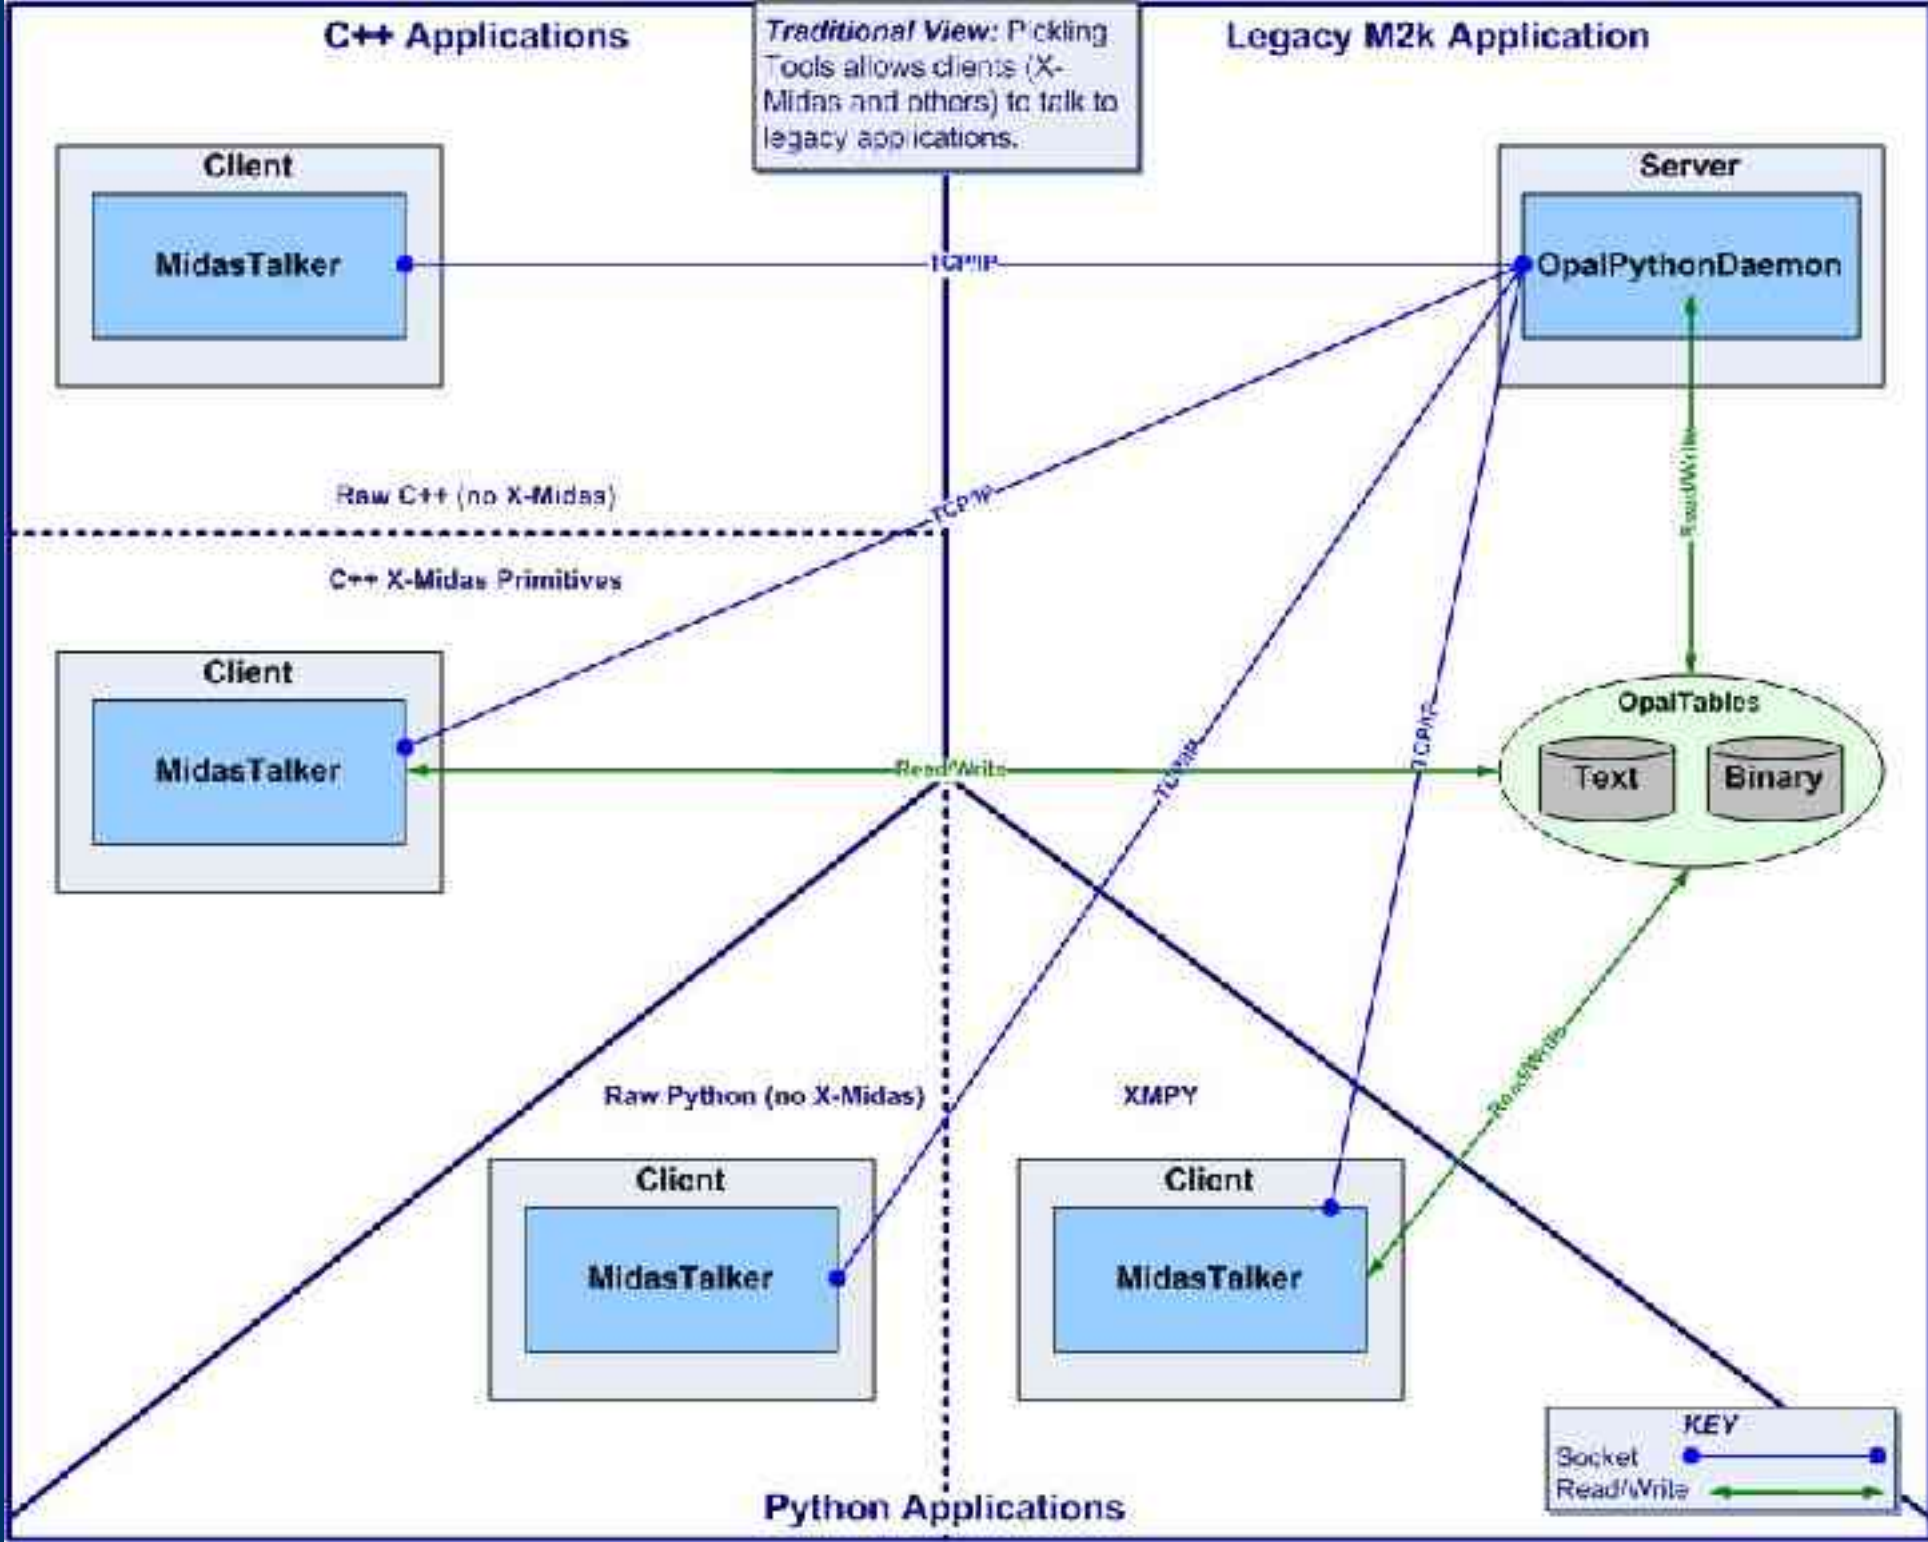 C++ Applications
Traditional View: Pickling
Tools allows clients (X-
Midas and others) to talk to
legacy applications.
Legacy M2k Application
Client
MidasTalker
TCP/IP
Server
OpalPythonDaemon
Raw C++ (no X-Midas)
TCP/IP
Read/Write
C++ X-Midas Primitives
Client
MidasTalker
Read/Write
TCP/IP
TCP/IP
OpalTables
Text
Binary
Read/Write
Raw Python (no X-Midas)
XMPY
Client
MidasTalker
Client
MidasTalker
KEY
Socket
Read/Write
Python Applications